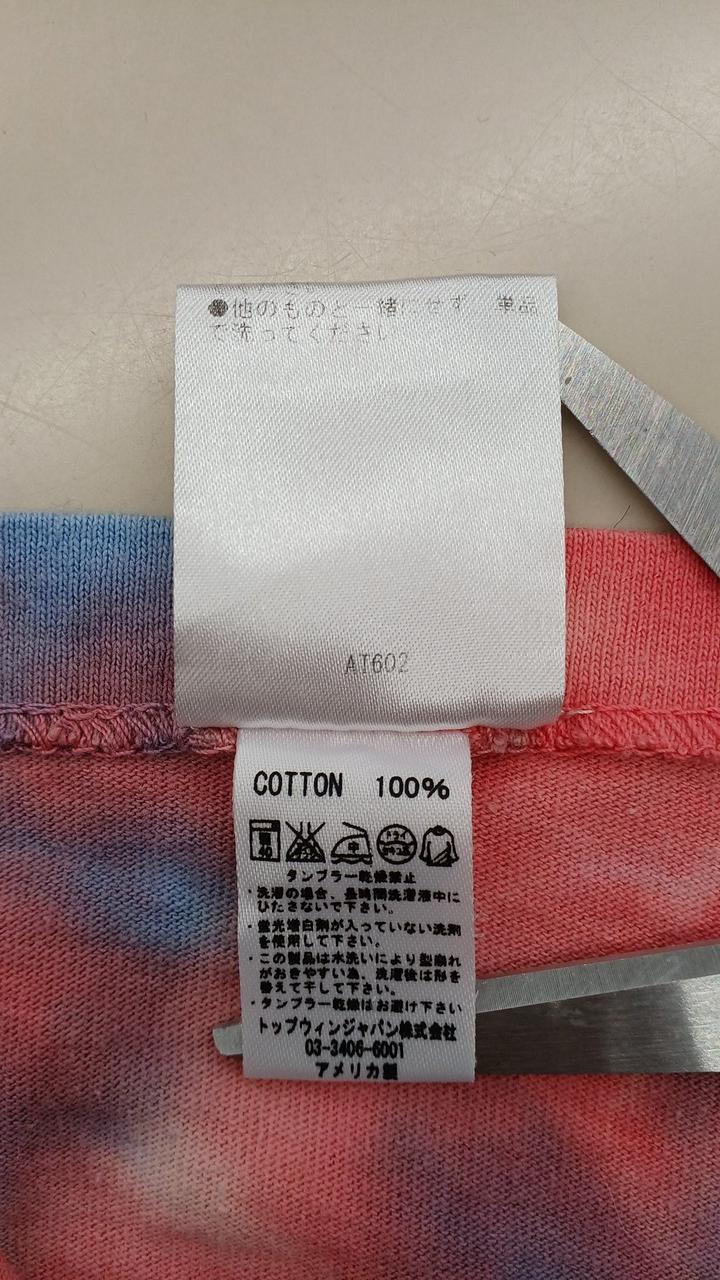 ●他のものと一緒にせず 単品
で洗ってください
AT602
COTTON 100%
40 中 ドライ
タンブラー乾燥禁止
・洗濯の場合、長時間洗濯液中に
ひたさないで下さい。
・蛍光増白剤が入っていない洗剤
を使用して下さい。
・この製品は水洗いにより型崩れ
がおきやすい為、洗濯後は形を
替えて干して下さい。
・タンブラー乾燥はお避け下さい
トップウィンジャパン株式会社
03-3406-6001
アメリカ製